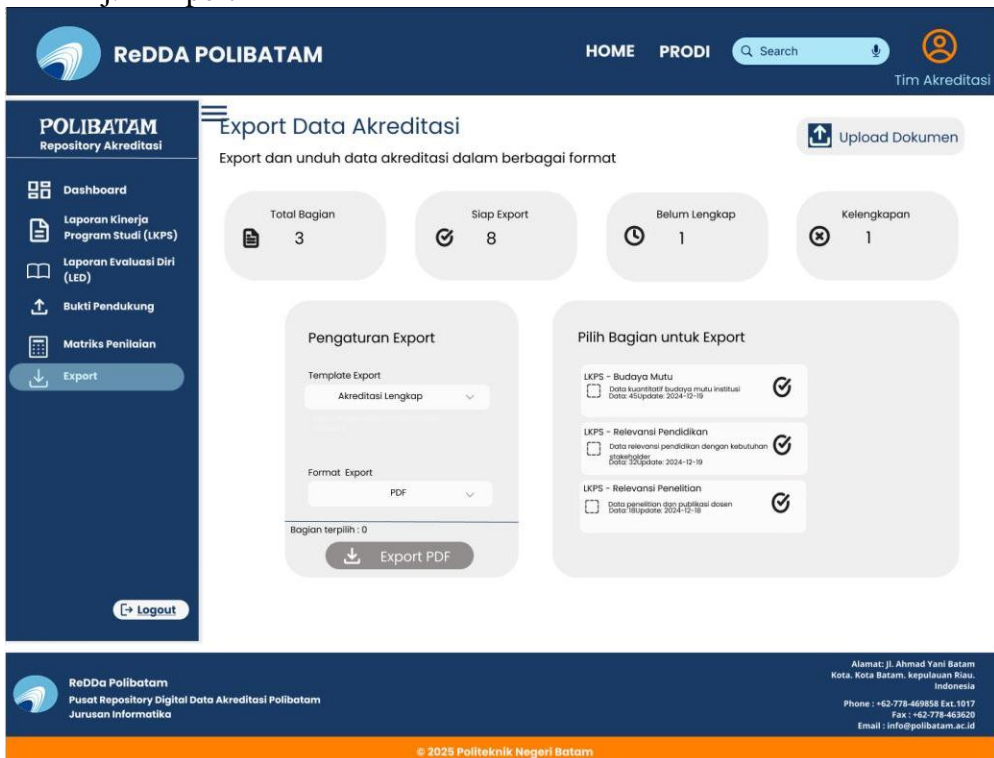 ReDDA POLIBATAM
HOME
PRODI
Search
Tim Akreditasi
POLIBATAM
Repository Akreditasi
Dashboard
Laporan Kinerja
Program Studi (LKPS)
Laporan Evaluasi Diri
(LED)
Bukti Pendukung
Matriks Penilaian
Export
Logout
Export Data Akreditasi
Export dan unduh data akreditasi dalam berbagai format
Upload Dokumen
Total Bagian
3
Siap Export
8
Belum Lengkap
1
Kelengkapan
1
Pengaturan Export
Template Export
Akreditasi Lengkap
Format Export
PDF
Bagian terpilih : 0
Export PDF
Pilih Bagian untuk Export
LKPS - Budaya Mutu
Data kuantitatif budaya mutu institusi
Data: 45Update: 2024-12-19
LKPS - Relevansi Pendidikan
Data relevansi pendidikan dengan kebutuhan
stakeholder
Data: 32Update: 2024-12-19
LKPS - Relevansi Penelitian
Data penelitian dan publikasi dosen
Data: 18Update: 2024-12-18
ReDDa Polibatam
Pusat Repository Digital Data Akreditasi Polibatam
Jurusan Informatika
Alamat: Jl. Ahmad Yani Batam
Kota. Kota Batam. kepulauan Riau.
Indonesia
Phone : +62-778-469858 Ext.1017
Fax : +62-778-463620
Email : info@polibatam.ac.id
© 2025 Politeknik Negeri Batam